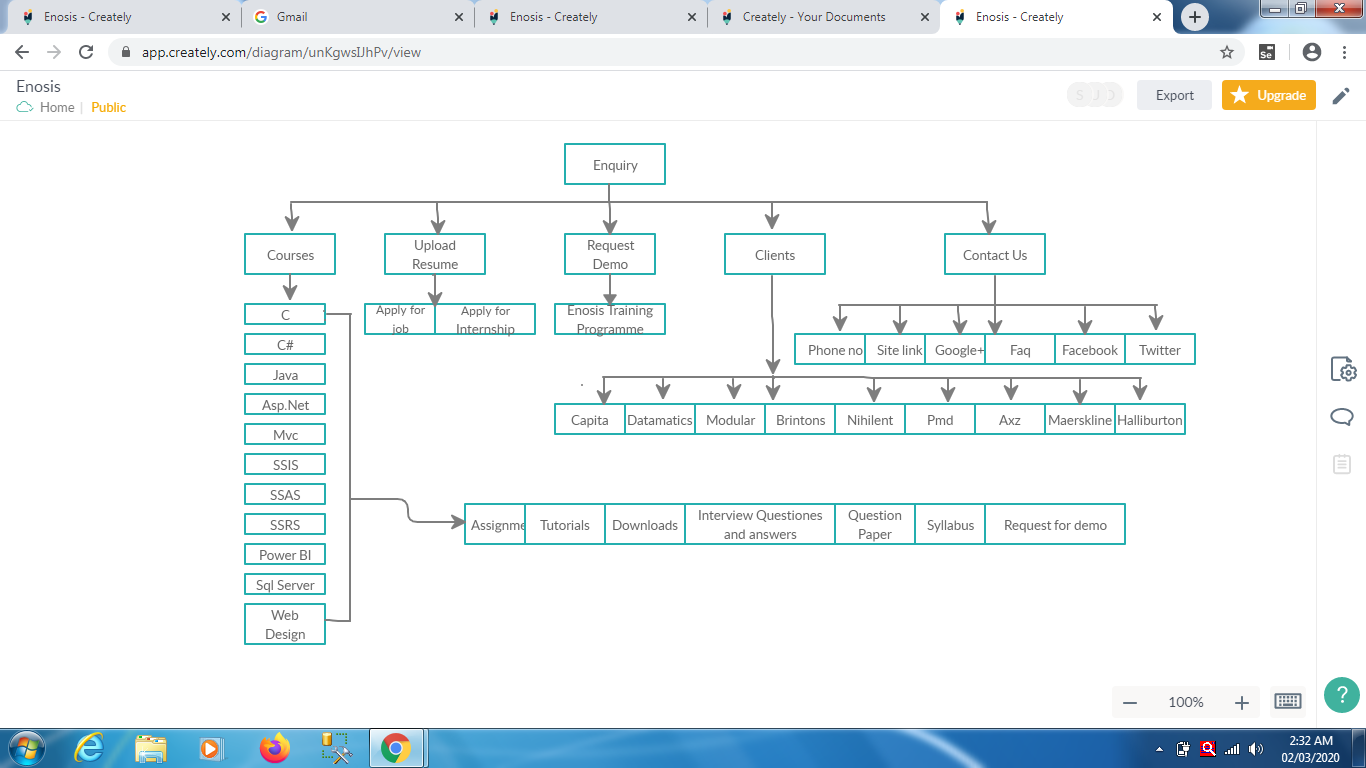 Enosis - Creately
Gmail
Enosis - Creately
Creately - Your Documents
Enosis - Creately
app.creately.com/diagram/unKgwsIJhPv/view
Se
Enosis
Home | Public
S J D
Export
Upgrade
Enquiry
Courses
Upload
Resume
Request
Demo
Clients
Contact Us
C
Apply for
job
Apply for
Internship
Enosis Training
Programme
C#
Phone no
Site link
Google+
Faq
Facebook
Twitter
Java
Asp.Net
Capita
Datamatics
Modular
Brintons
Nihilent
Pmd
Axz
Maerskline
Halliburton
Mvc
SSIS
SSAS
SSRS
Assignme
Tutorials
Downloads
Interview Questiones
and answers
Question
Paper
Syllabus
Request for demo
Power BI
Sql Server
Web
Design
100%
?
2:32 AM
02/03/2020